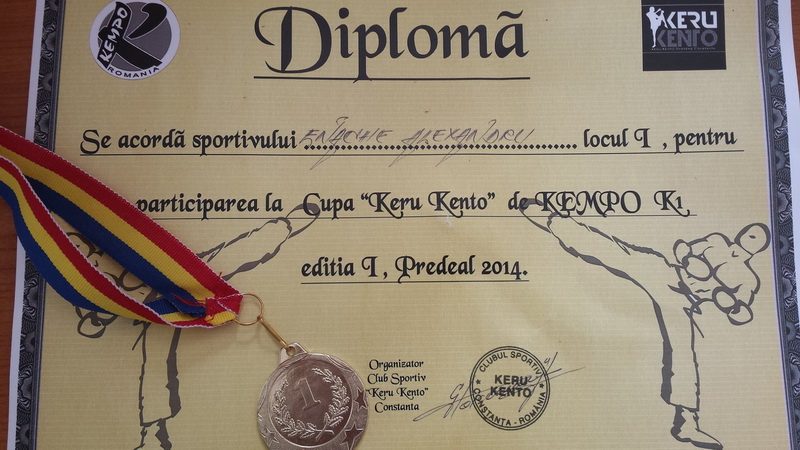 KEMPO
ROMANIA
KERU
KENTO
Diplomă
Se acordă sportivului ENACHE ALEXANDRU locul I , pentru
participarea la Cupa "Keru Kento" de KEMPO K1,
editia I , Predeal 2014.
Organizator
Club Sportiv
"Keru Kento"
Constanta
CLUBUL SPORTIV
KERU
KENTO
CONSTANTA - ROMANIA
1